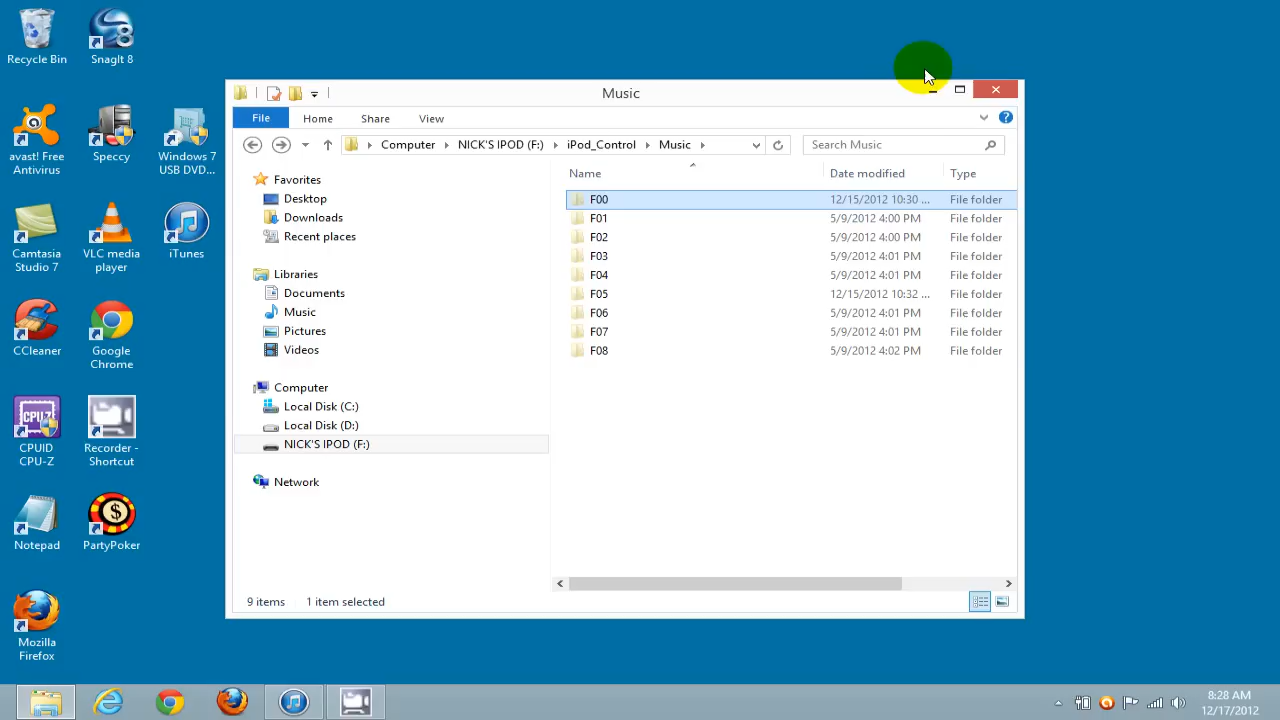 Recycle Bin
SnagIt 8
avast! Free
Antivirus
Speccy
Windows 7
USB DVD...
Camtasia
Studio 7
VLC media
player
iTunes
CCleaner
Google
Chrome
CPUID
CPU-Z
Recorder -
Shortcut
Notepad
PartyPoker
Mozilla
Firefox
Music
File
Home
Share
View
Computer
NICK'S IPOD (F:)
iPod_Control
Music
Search Music
Favorites
Desktop
Downloads
Recent places
Libraries
Documents
Music
Pictures
Videos
Computer
Local Disk (C:)
Local Disk (D:)
NICK'S IPOD (F:)
Network
Name Date modified Type
F00 12/15/2012 10:30 ... File folder
F01 5/9/2012 4:00 PM File folder
F02 5/9/2012 4:00 PM File folder
F03 5/9/2012 4:01 PM File folder
F04 5/9/2012 4:01 PM File folder
F05 12/15/2012 10:32 ... File folder
F06 5/9/2012 4:01 PM File folder
F07 5/9/2012 4:01 PM File folder
F08 5/9/2012 4:02 PM File folder
9 items 1 item selected
8:28 AM
12/17/2012